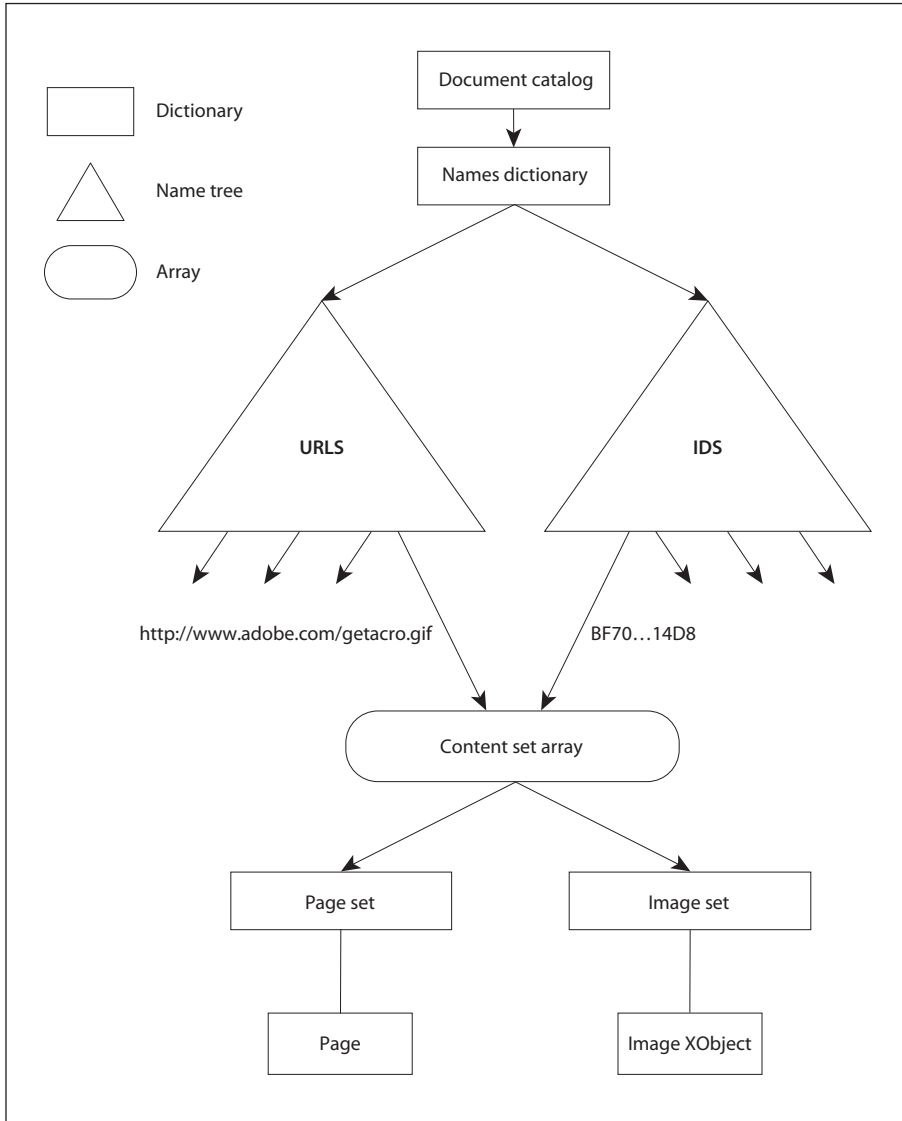 Document catalog
Dictionary
Names dictionary
Name tree
Array
URLS
IDS
http://www.adobe.com/getacro.gif
BF70…14D8
Content set array
Page set
Image set
Page
Image XObject